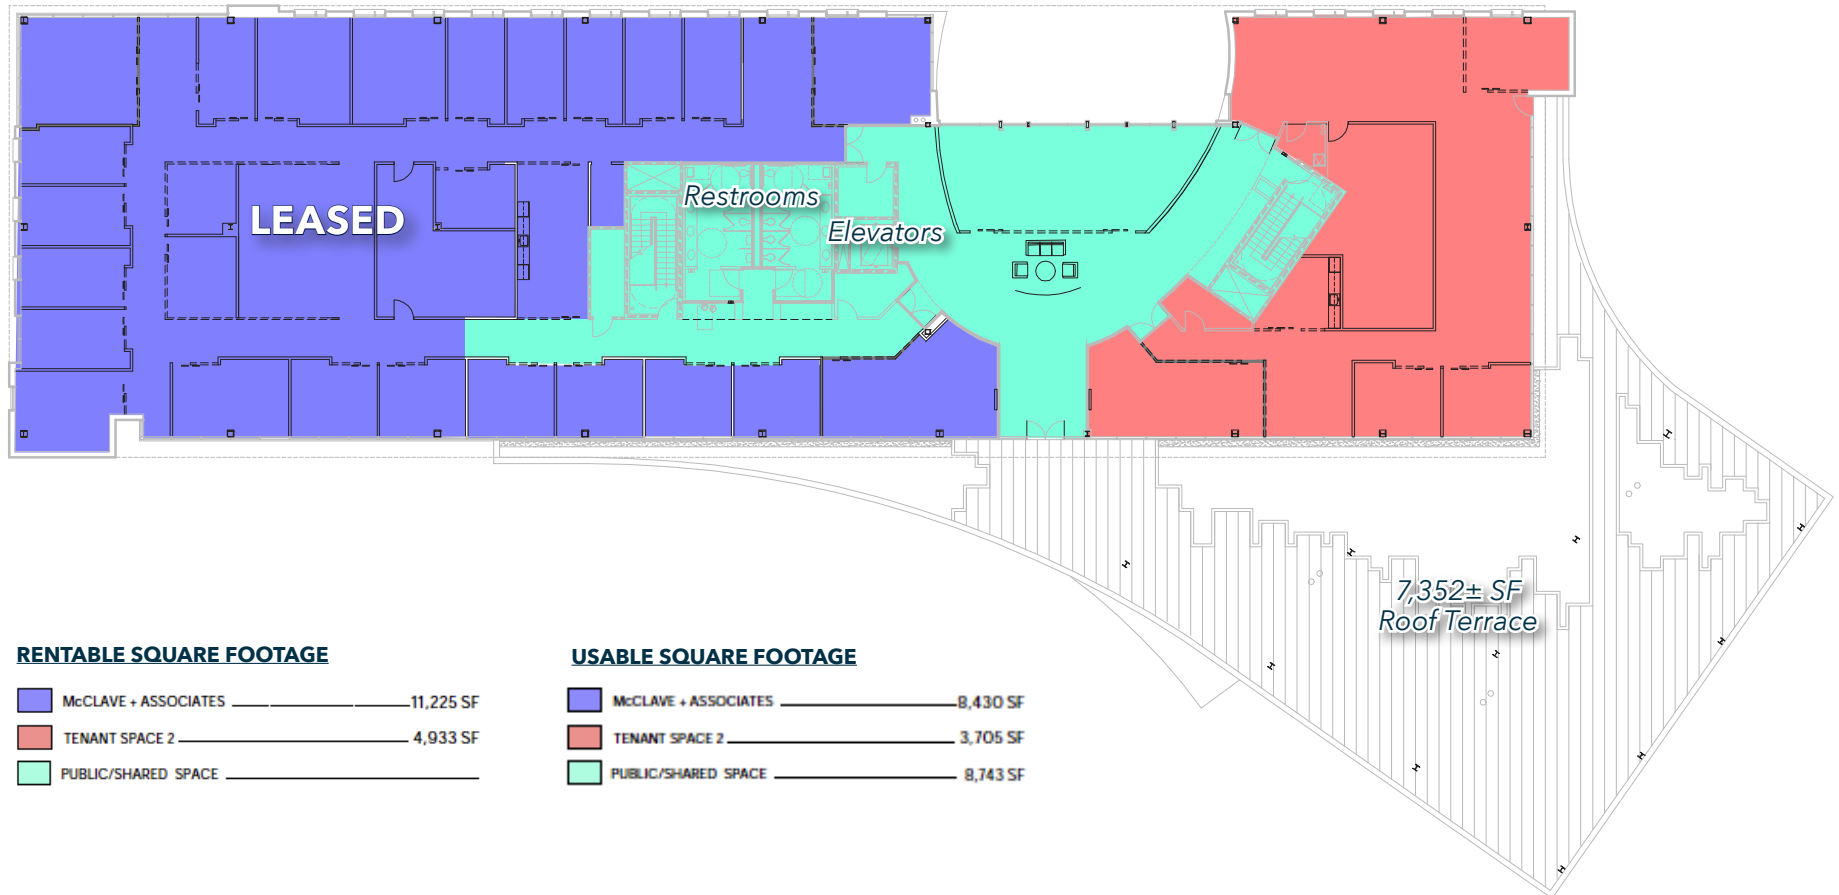 Restrooms
LEASED
Elevators
7,352± SF
Roof Terrace
RENTABLE SQUARE FOOTAGE
McCLAVE + ASSOCIATES 11,225 SF
TENANT SPACE 2 4,933 SF
PUBLIC/SHARED SPACE
USABLE SQUARE FOOTAGE
McCLAVE + ASSOCIATES 8,430 SF
TENANT SPACE 2 3,705 SF
PUBLIC/SHARED SPACE 8,743 SF